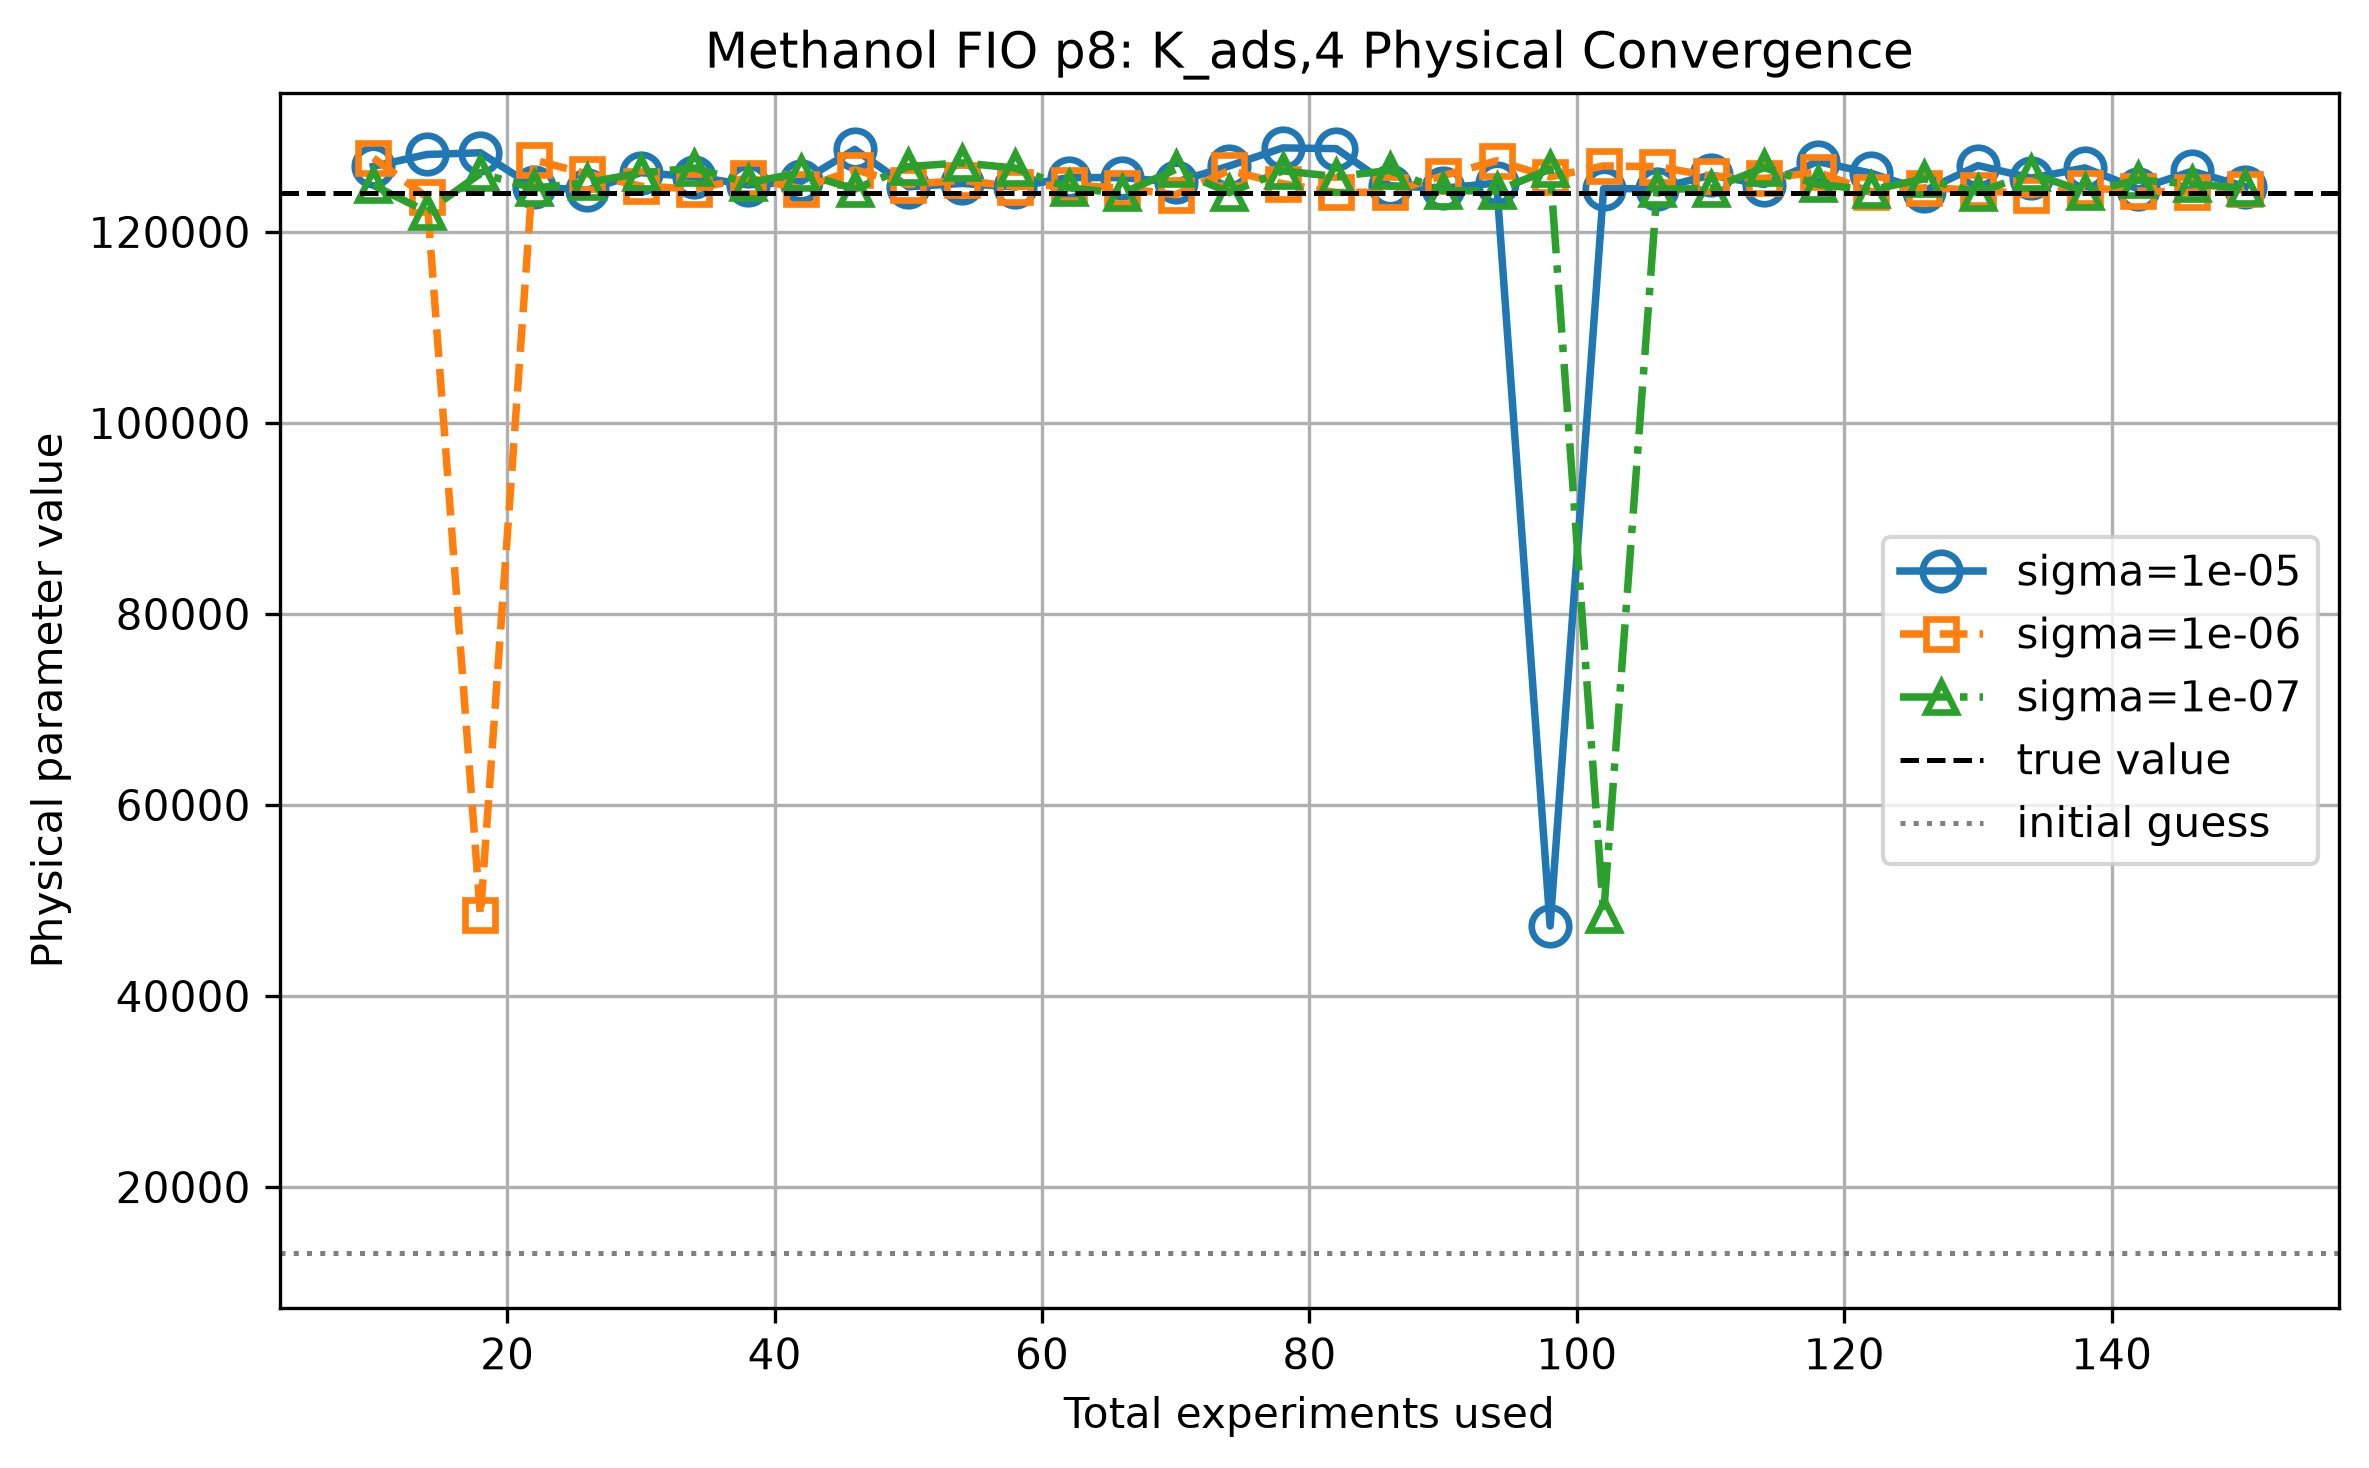 Methanol FIO p8: K_ads,4 Physical Convergence
Physical parameter value
120000
100000
80000
60000
40000
20000
sigma=1e-05
sigma=1e-06
sigma=1e-07
true value
initial guess
20 40 60 80 100 120 140
Total experiments used